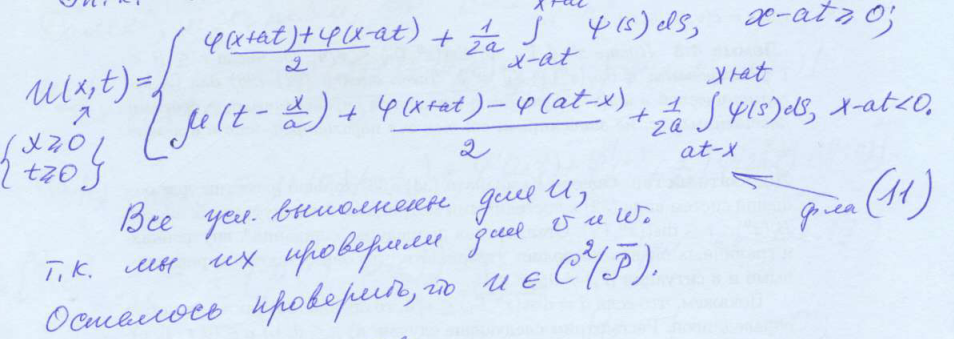 u(x,t) = { (φ(x+at)+φ(x-at))/2 + 1/2a ∫_{x-at}^{x+at} ψ(s)ds, x-at≥0;
μ(t - x/a) + (φ(x+at)-φ(at-x))/2 + 1/2a ∫_{at-x}^{x+at} ψ(s)ds, x-at<0.
{x≥0
t≥0}
ф-ла (11)
Все усл. выполнены для u,
т.к. мы их проверили для v и w.
Осталось проверить, что u ∈ C²(P̄).